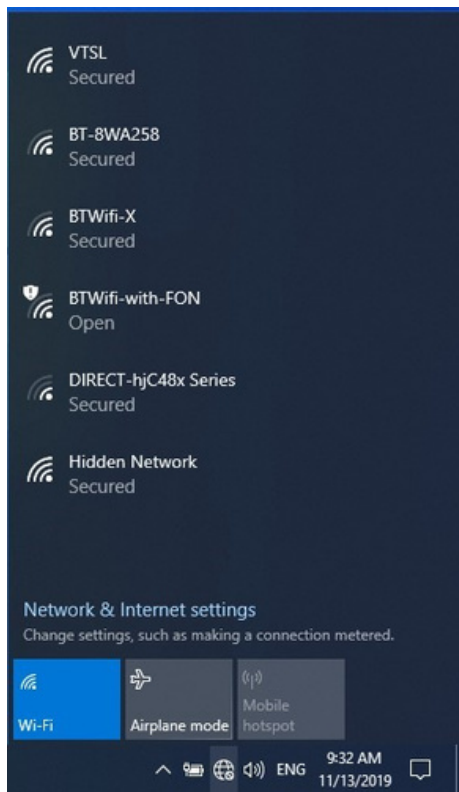 VTSL
Secured
BT-8WA258
Secured
BTWifi-X
Secured
BTWifi-with-FON
Open
DIRECT-hjC48x Series
Secured
Hidden Network
Secured
Network & Internet settings
Change settings, such as making a connection metered.
Wi-Fi
Airplane mode
Mobile
hotspot
ENG
9:32 AM
11/13/2019